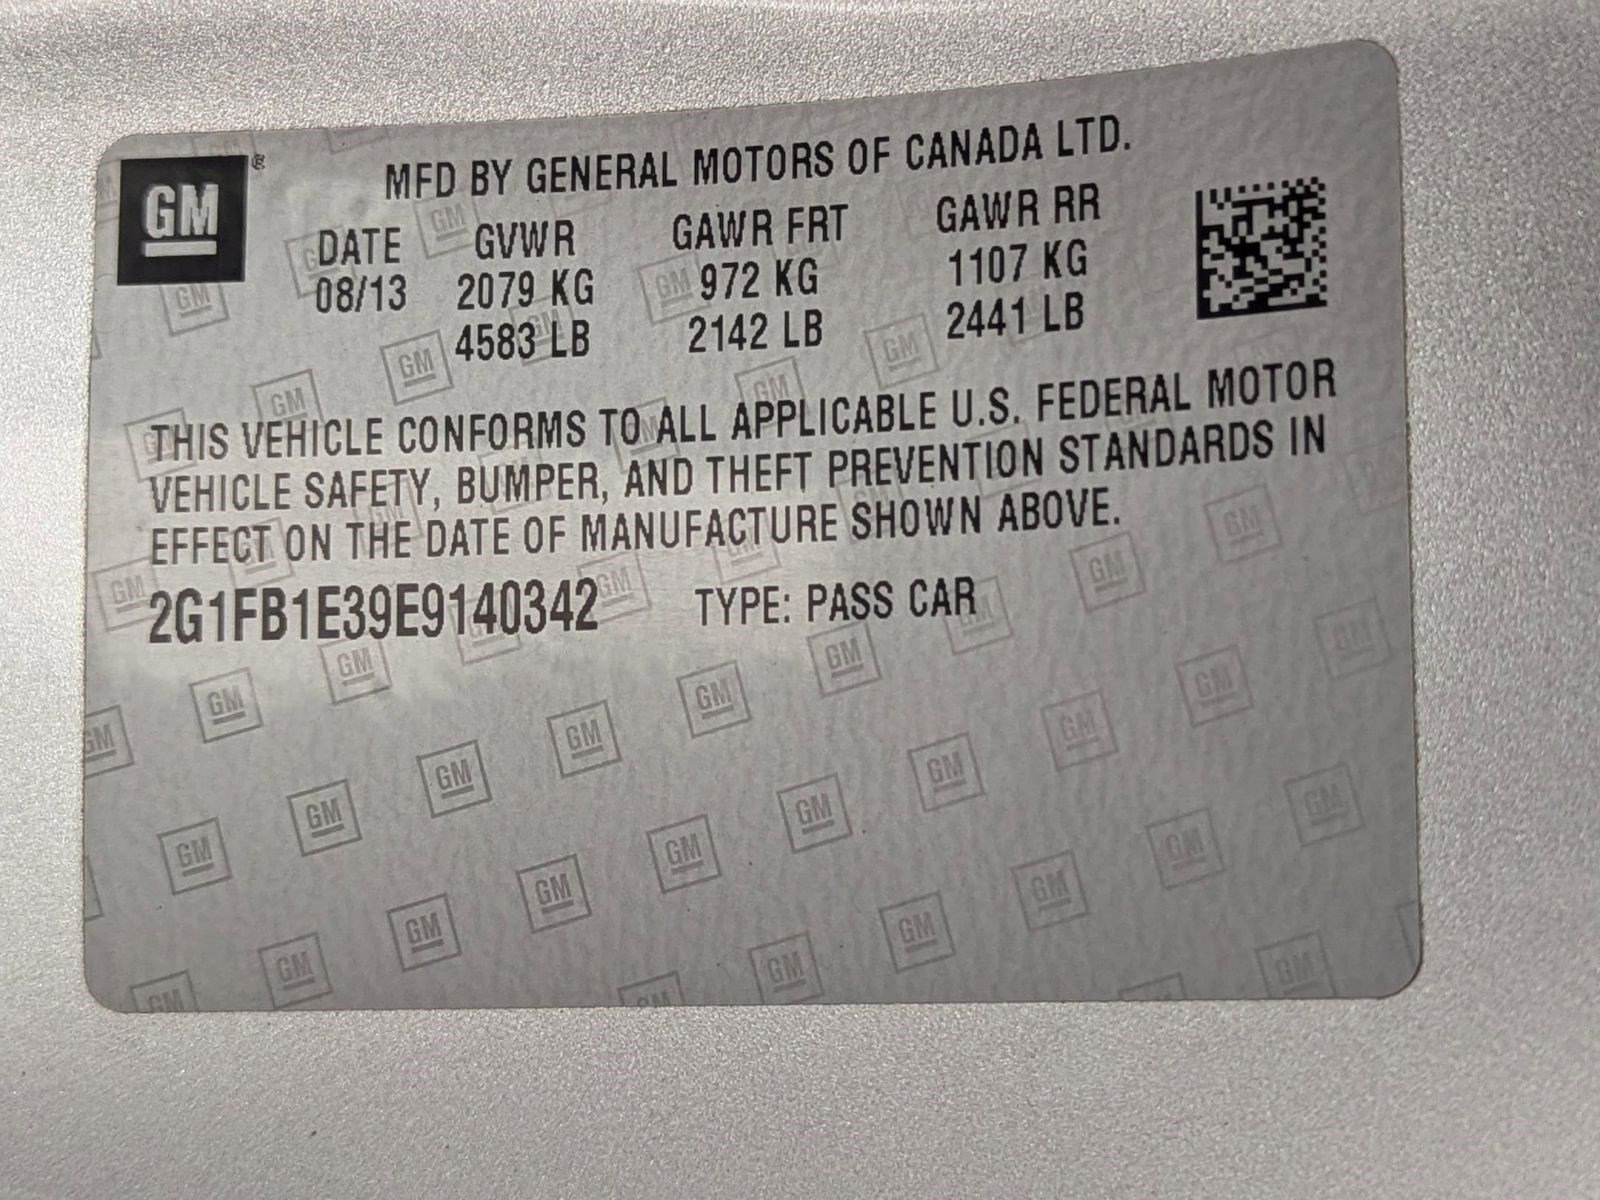 GM
MFD BY GENERAL MOTORS OF CANADA LTD.
DATE GVWR GAWR FRT GAWR RR
08/13 2079 KG 972 KG 1107 KG
4583 LB 2142 LB 2441 LB
THIS VEHICLE CONFORMS TO ALL APPLICABLE U.S. FEDERAL MOTOR
VEHICLE SAFETY, BUMPER, AND THEFT PREVENTION STANDARDS IN
EFFECT ON THE DATE OF MANUFACTURE SHOWN ABOVE.
2G1FB1E39E9140342 TYPE: PASS CAR